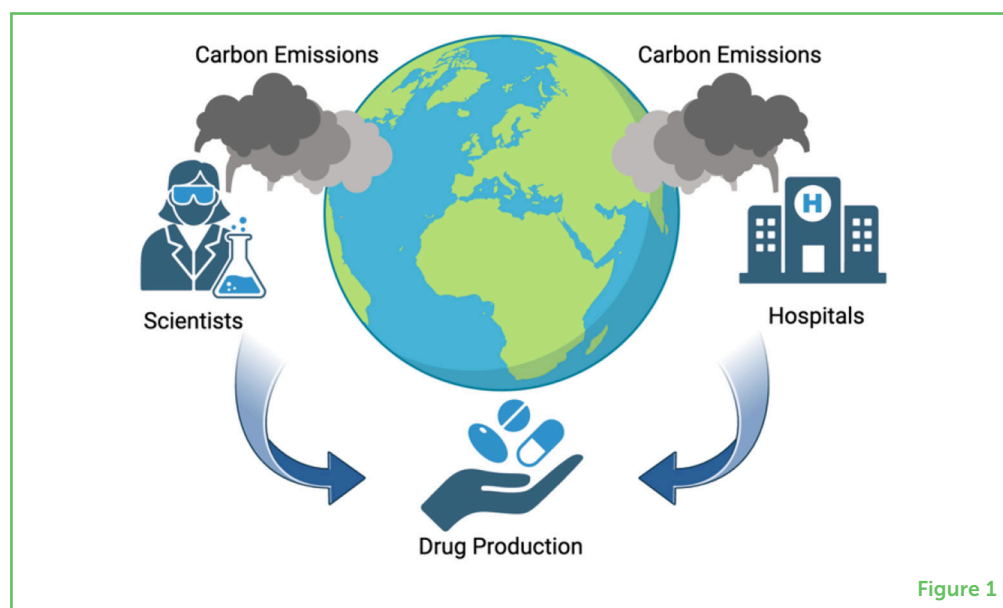 Carbon Emissions
Carbon Emissions
H
Scientists
Hospitals
Drug Production
Figure 1